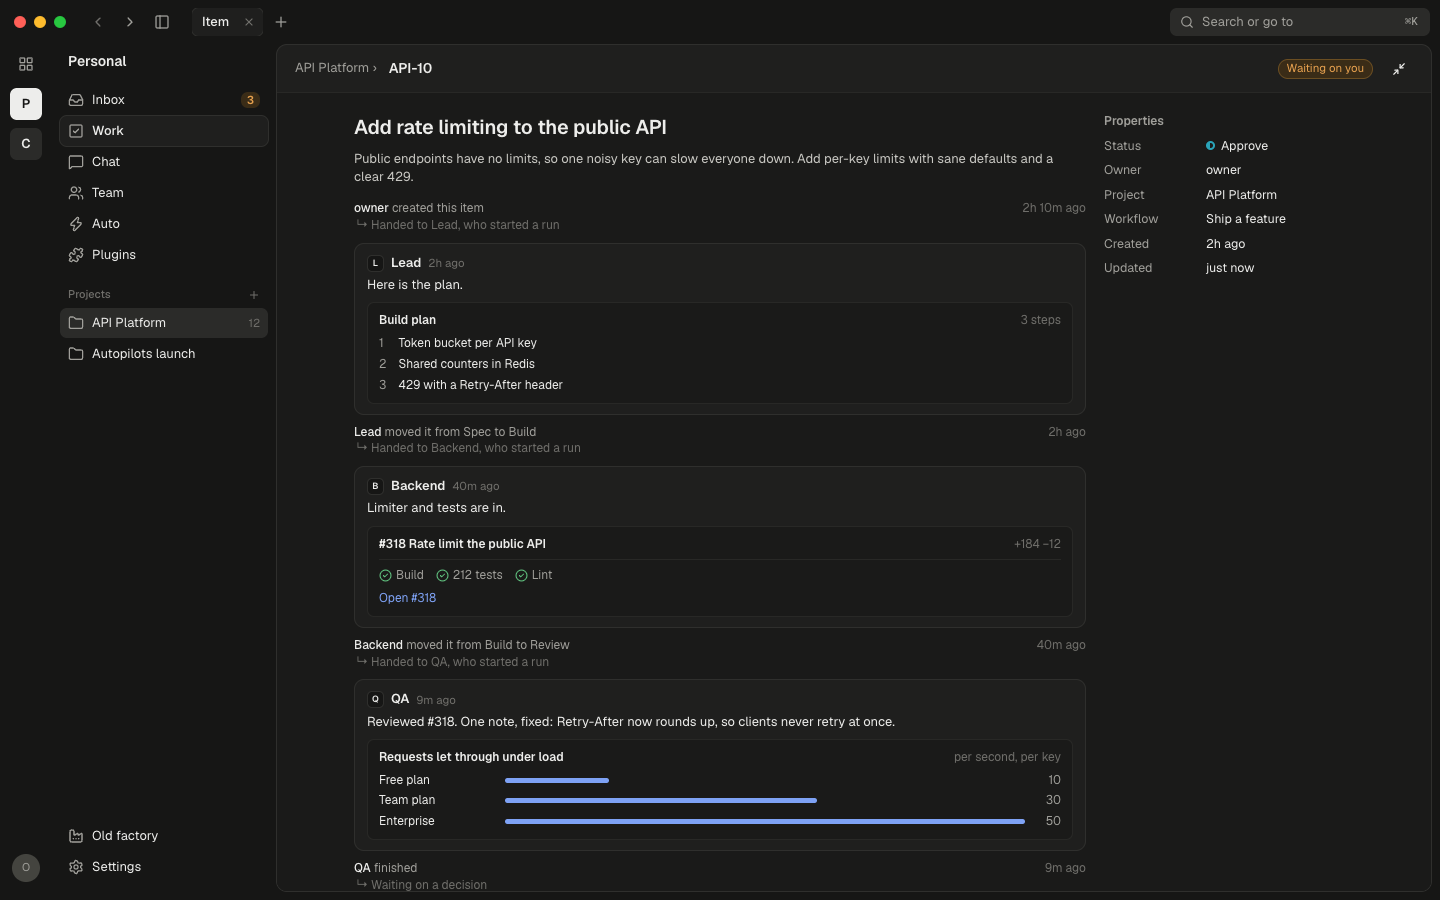 Item
Search or go to
⌘K
P
C
O
Personal
Inbox 3
Work
Chat
Team
Auto
Plugins
Projects
API Platform 12
Autopilots launch
Old factory
Settings
API Platform › API-10
Waiting on you
Add rate limiting to the public API
Public endpoints have no limits, so one noisy key can slow everyone down. Add per-key limits with sane defaults and a
clear 429.
owner created this item 2h 10m ago
Handed to Lead, who started a run
L Lead 2h ago
Here is the plan.
Build plan 3 steps
1 Token bucket per API key
2 Shared counters in Redis
3 429 with a Retry-After header
Lead moved it from Spec to Build 2h ago
Handed to Backend, who started a run
B Backend 40m ago
Limiter and tests are in.
#318 Rate limit the public API +184 −12
Build 212 tests Lint
Open #318
Backend moved it from Build to Review 40m ago
Handed to QA, who started a run
Q QA 9m ago
Reviewed #318. One note, fixed: Retry-After now rounds up, so clients never retry at once.
Requests let through under load per second, per key
Free plan 10
Team plan 30
Enterprise 50
QA finished 9m ago
Waiting on a decision
Properties
Status Approve
Owner owner
Project API Platform
Workflow Ship a feature
Created 2h ago
Updated just now